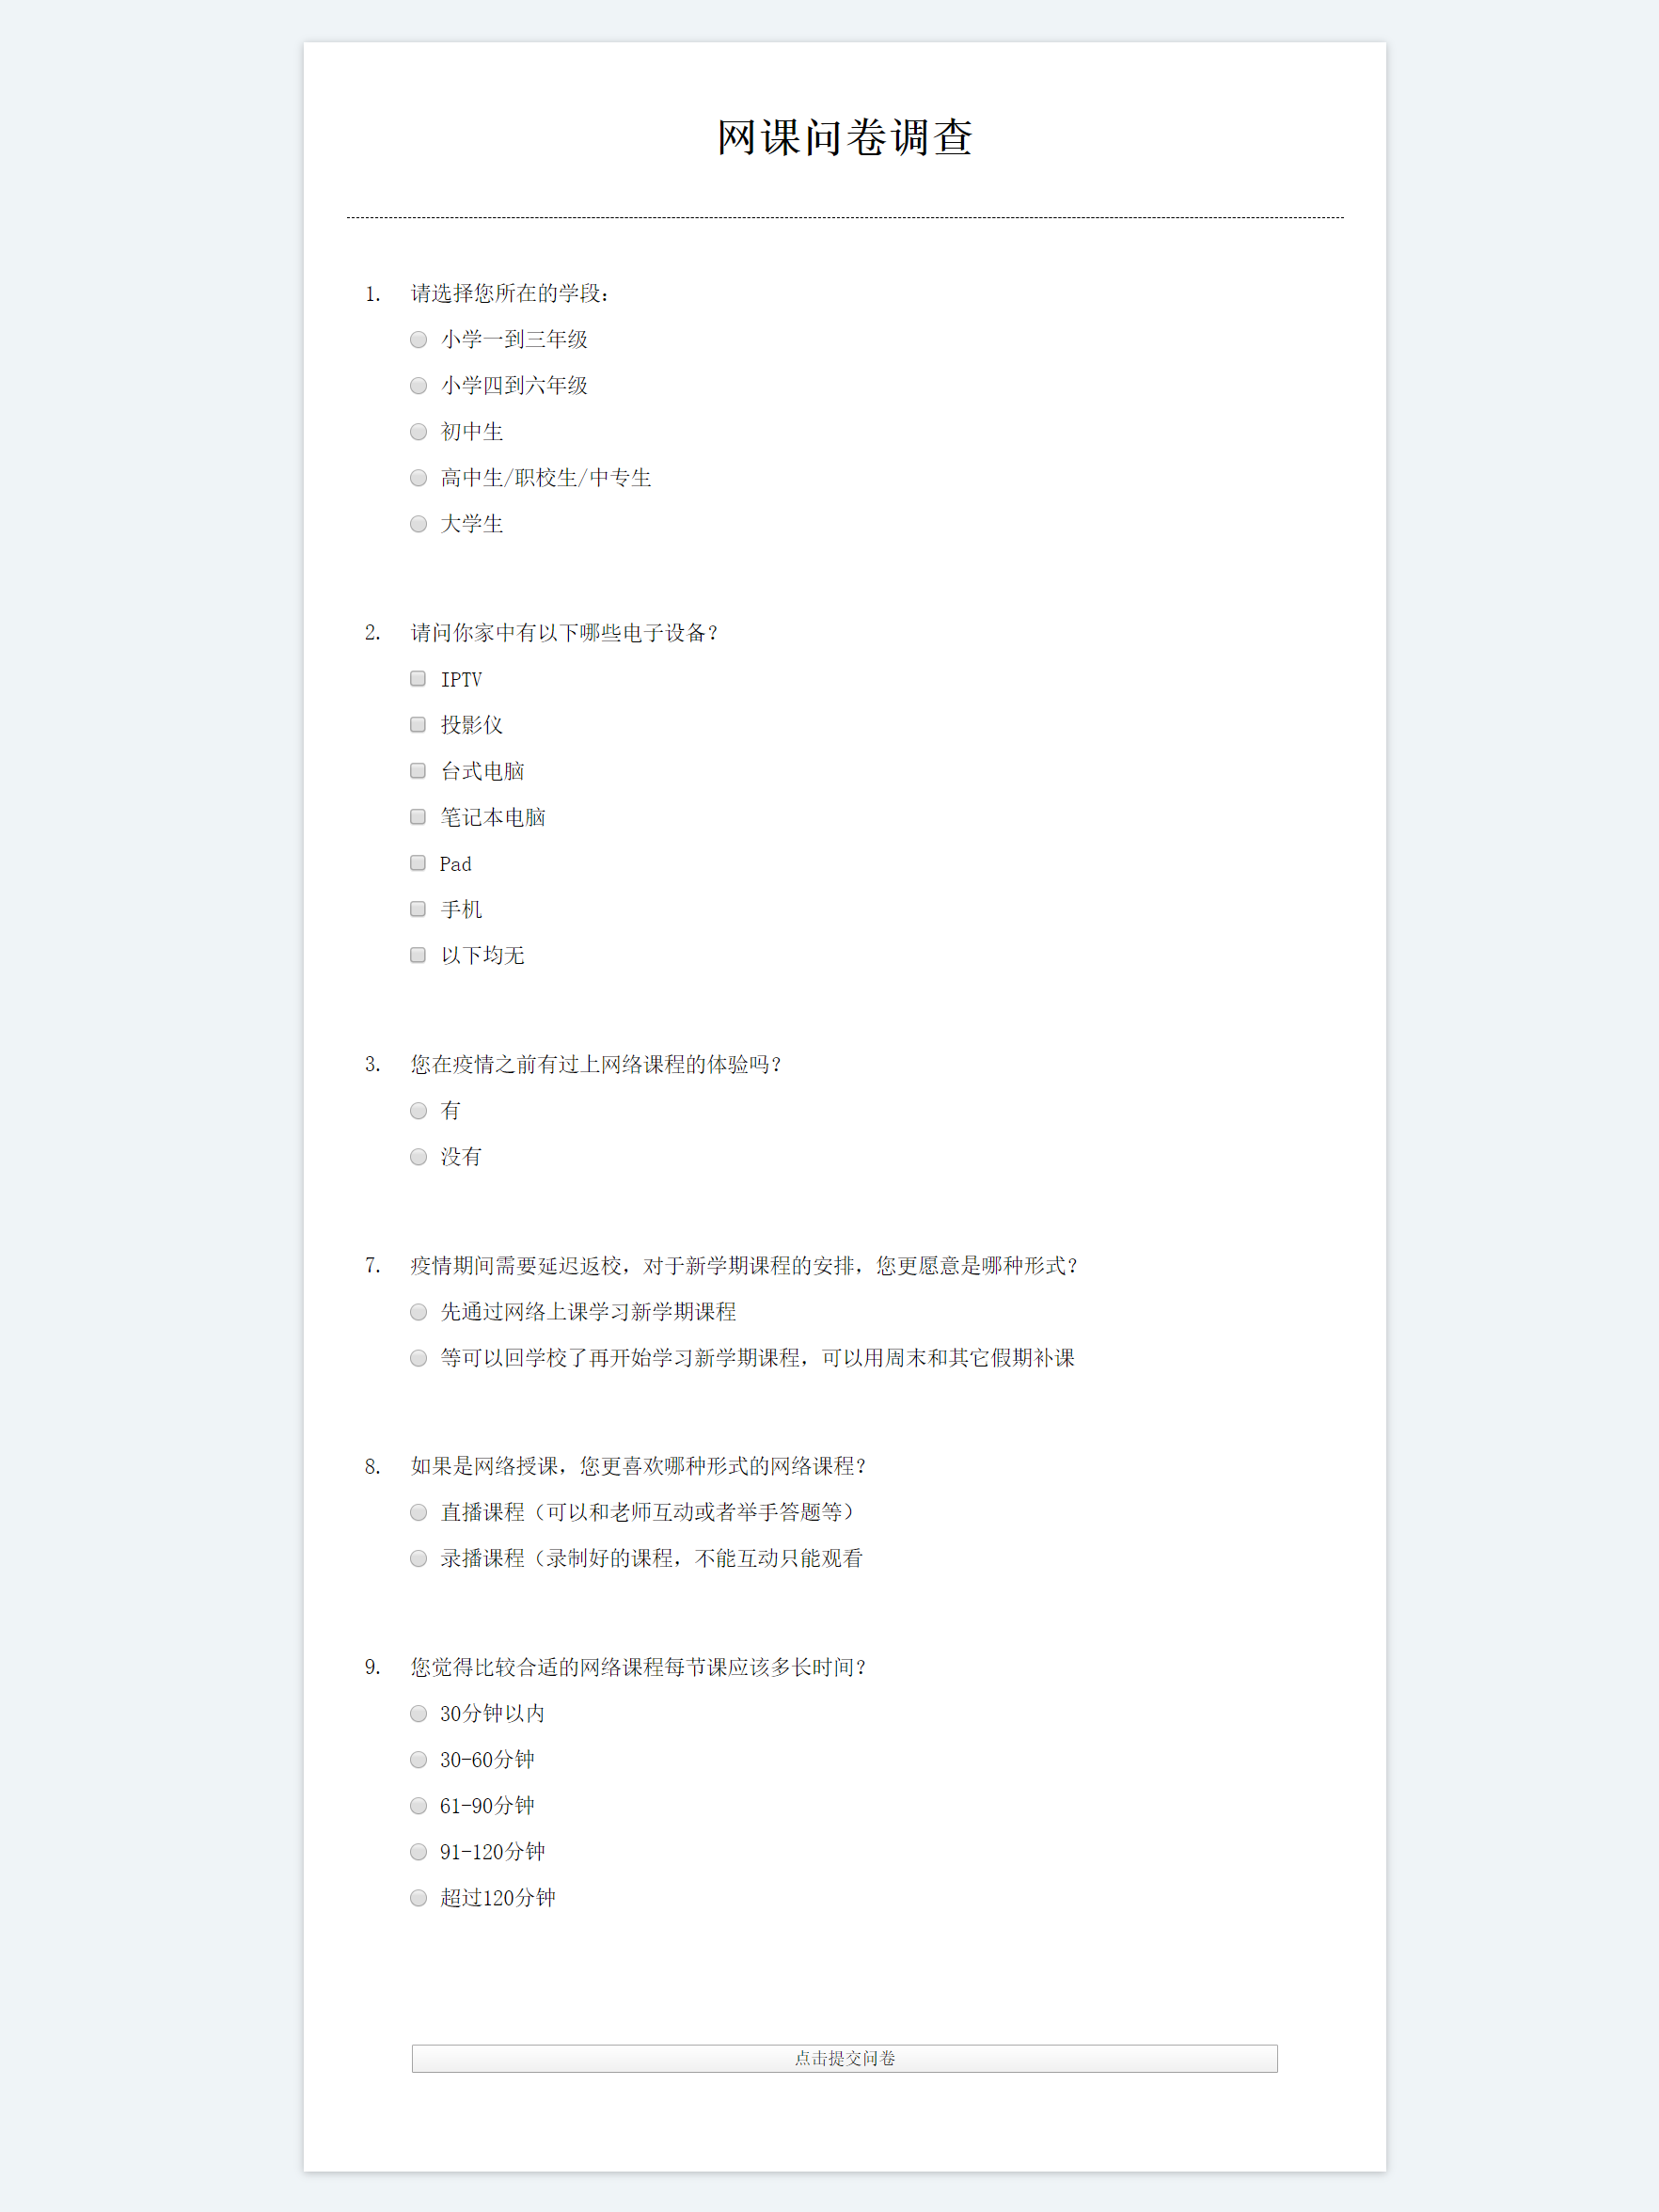 网课问卷调查
1. 请选择您所在的学段：
小学一到三年级
小学四到六年级
初中生
高中生/职校生/中专生
大学生
2. 请问你家中有以下哪些电子设备？
IPTV
投影仪
台式电脑
笔记本电脑
Pad
手机
以下均无
3. 您在疫情之前有过上网络课程的体验吗？
有
没有
7. 疫情期间需要延迟返校，对于新学期课程的安排，您更愿意是哪种形式？
先通过网络上课学习新学期课程
等可以回学校了再开始学习新学期课程，可以用周末和其它假期补课
8. 如果是网络授课，您更喜欢哪种形式的网络课程？
直播课程（可以和老师互动或者举手答题等）
录播课程（录制好的课程，不能互动只能观看
9. 您觉得比较合适的网络课程每节课应该多长时间？
30分钟以内
30-60分钟
61-90分钟
91-120分钟
超过120分钟
点击提交问卷